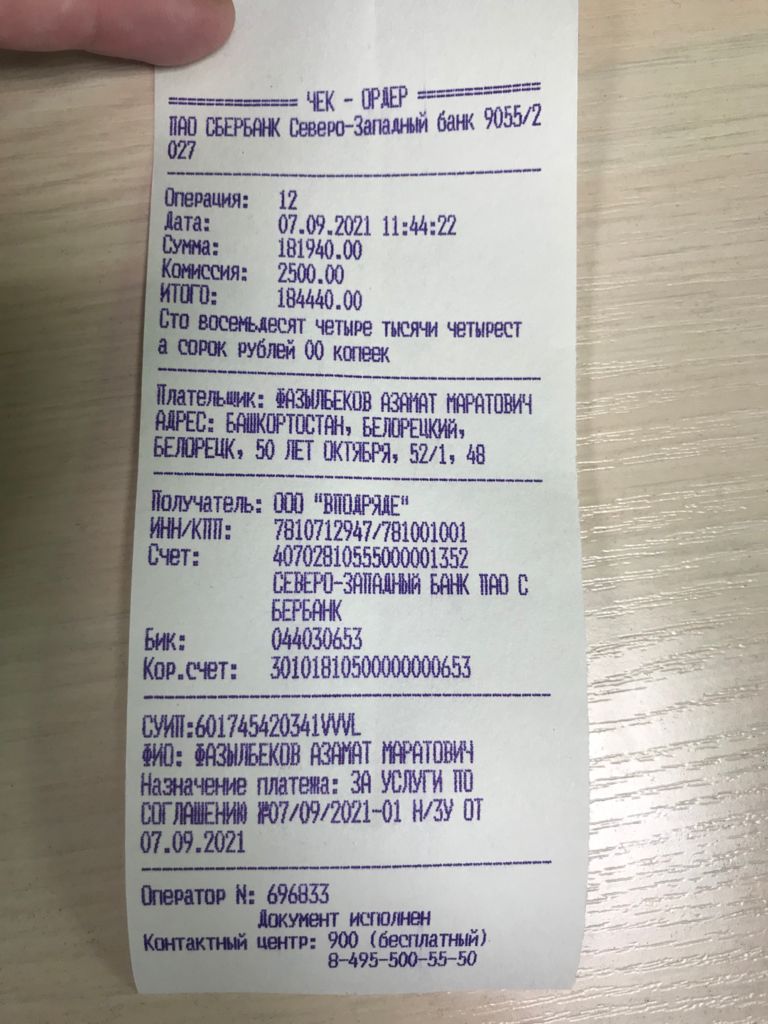 ============= ЧЕК - ОРДЕР =============
ПАО СБЕРБАНК Северо-Западный банк 9055/2
027
Операция: 12
Дата: 07.09.2021 11:44:22
Сумма: 181940.00
Комиссия: 2500.00
ИТОГО: 184440.00
Сто восемьдесят четыре тысячи четырест
а сорок рублей 00 копеек
Плательщик: ФАЗЫЛБЕКОВ АЗАМАТ МАРАТОВИЧ
АДРЕС: БАШКОРТОСТАН, БЕЛОРЕЦКИЙ,
БЕЛОРЕЦК, 50 ЛЕТ ОКТЯБРЯ, 52/1, 48
Получатель: ООО "ВПОДРЯДЕ"
ИНН/КПП: 7810712947/781001001
Счет: 40702810555000001352
СЕВЕРО-ЗАПАДНЫЙ БАНК ПАО С
БЕРБАНК
Бик: 044030653
Кор.счет: 30101810500000000653
СУИП:601745420341VVVL
ФИО: ФАЗЫЛБЕКОВ АЗАМАТ МАРАТОВИЧ
Назначение платежа: ЗА УСЛУГИ ПО
СОГЛАШЕНИЮ №07/09/2021-01 Н/ЗУ ОТ
07.09.2021
Оператор N: 696833
Документ исполнен
Контактный центр: 900 (бесплатный)
8-495-500-55-50